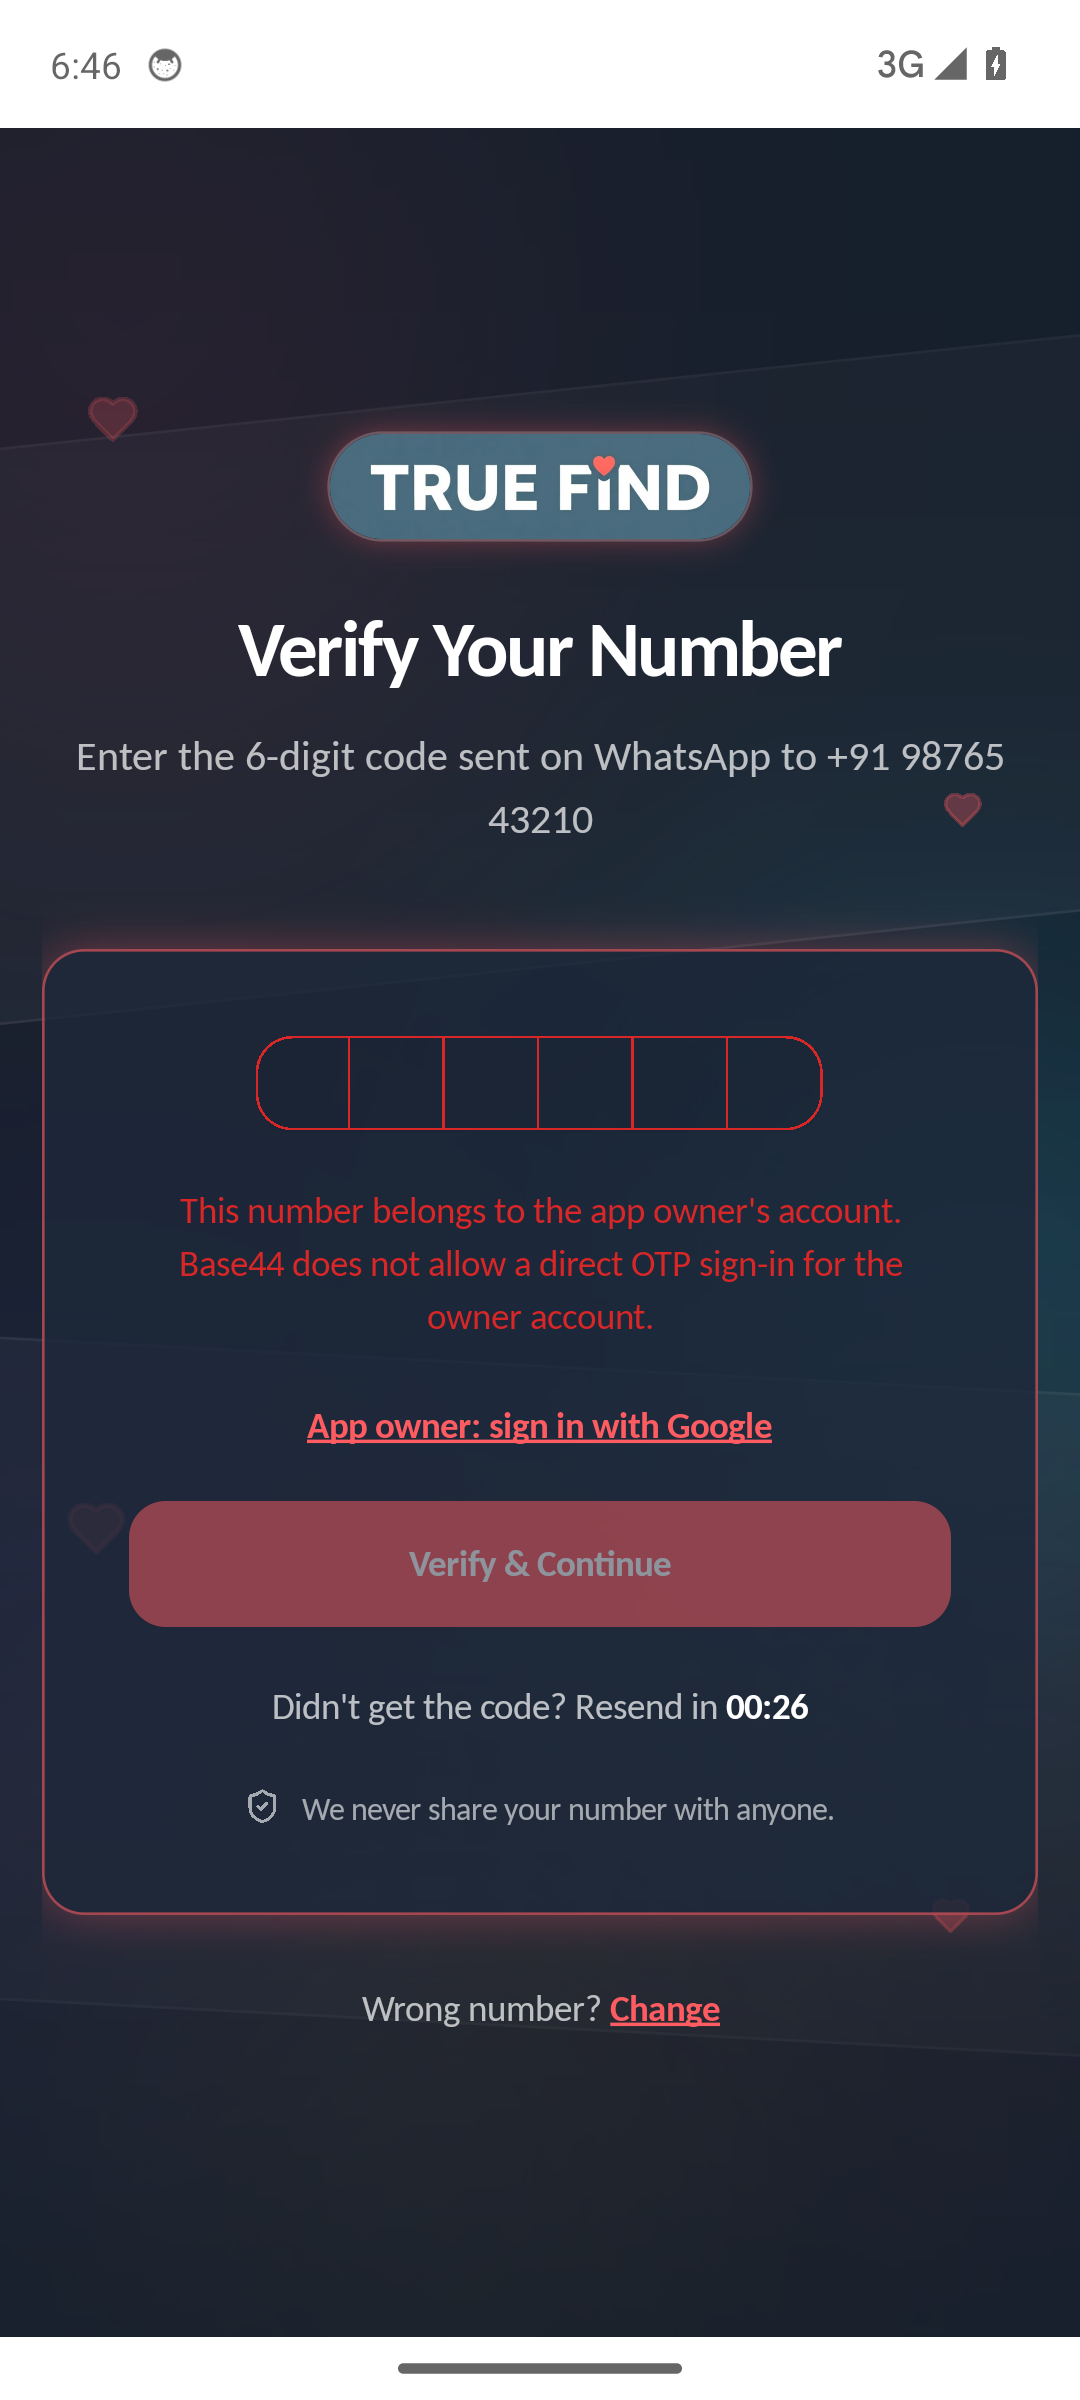 6:46
3G
TRUE FiND
Verify Your Number
Enter the 6-digit code sent on WhatsApp to +91 98765
43210
This number belongs to the app owner's account.
Base44 does not allow a direct OTP sign-in for the
owner account.
App owner: sign in with Google
Verify & Continue
Didn't get the code? Resend in 00:26
We never share your number with anyone.
Wrong number? Change